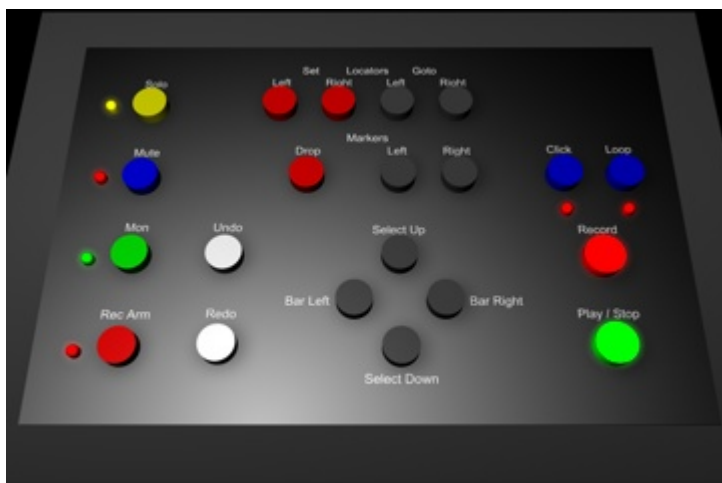 Set Locators Goto
Solo Left Right Left Right
Markers
Mute Drop Left Right Click Loop
Mon Undo Select Up Record
Bar Left Bar Right
Rec Arm Redo Play / Stop
Select Down